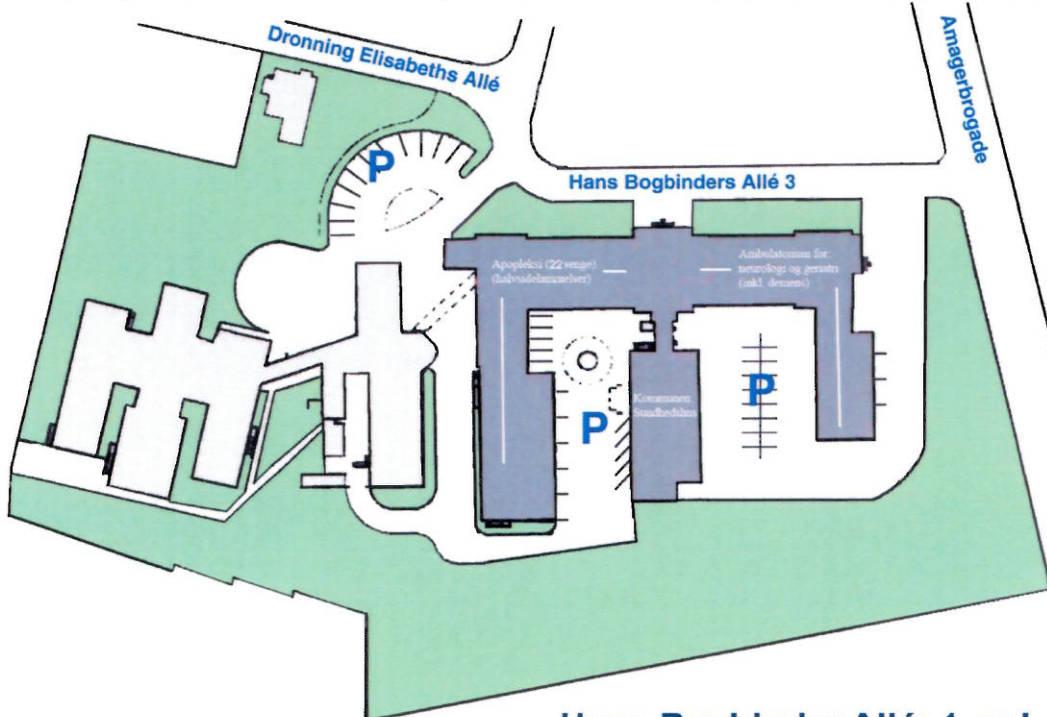 Dronning Elisabeths Allé
Amagerbrogade
P
Hans Bogbinders Allé 3
Apopleksi (22 senge)
(halvsidelammelser)
Ambulatorium for:
neurologi og geriatri
(inkl. demens)
Kommunen
Sundhedshus
P
P